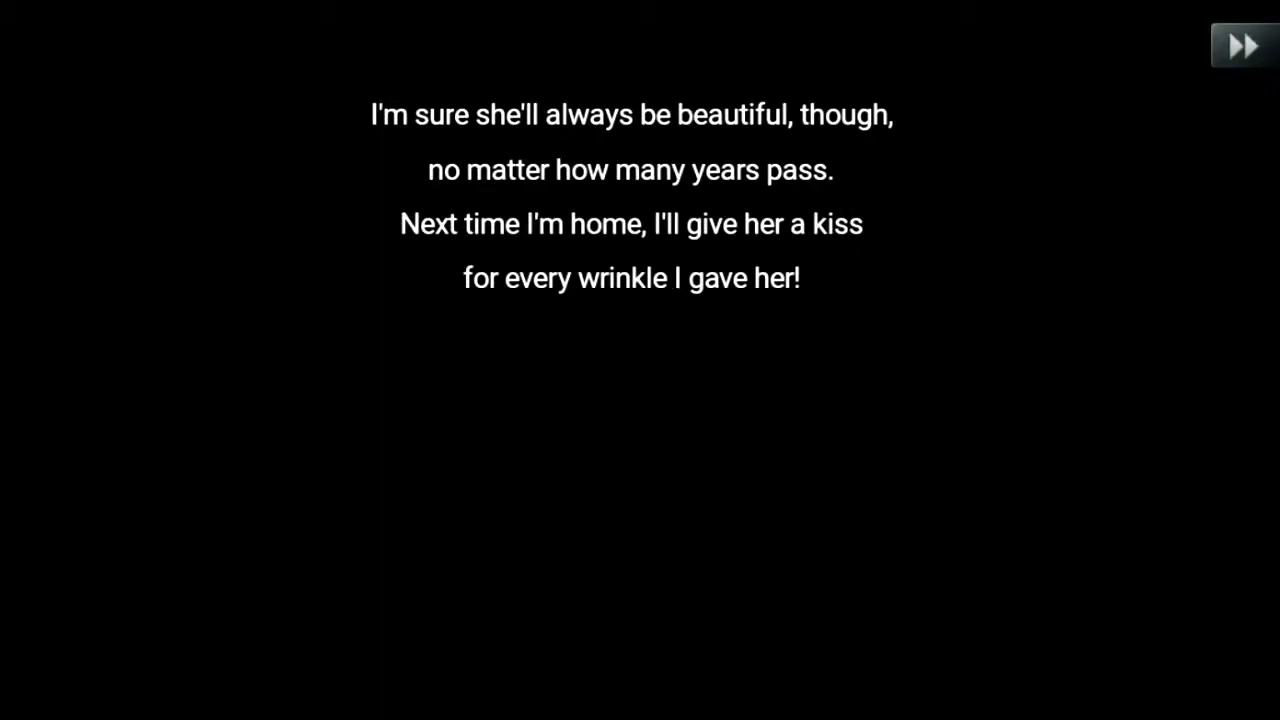 I'm sure she'll always be beautiful, though,
no matter how many years pass.
Next time I'm home, I'll give her a kiss
for every wrinkle I gave her!